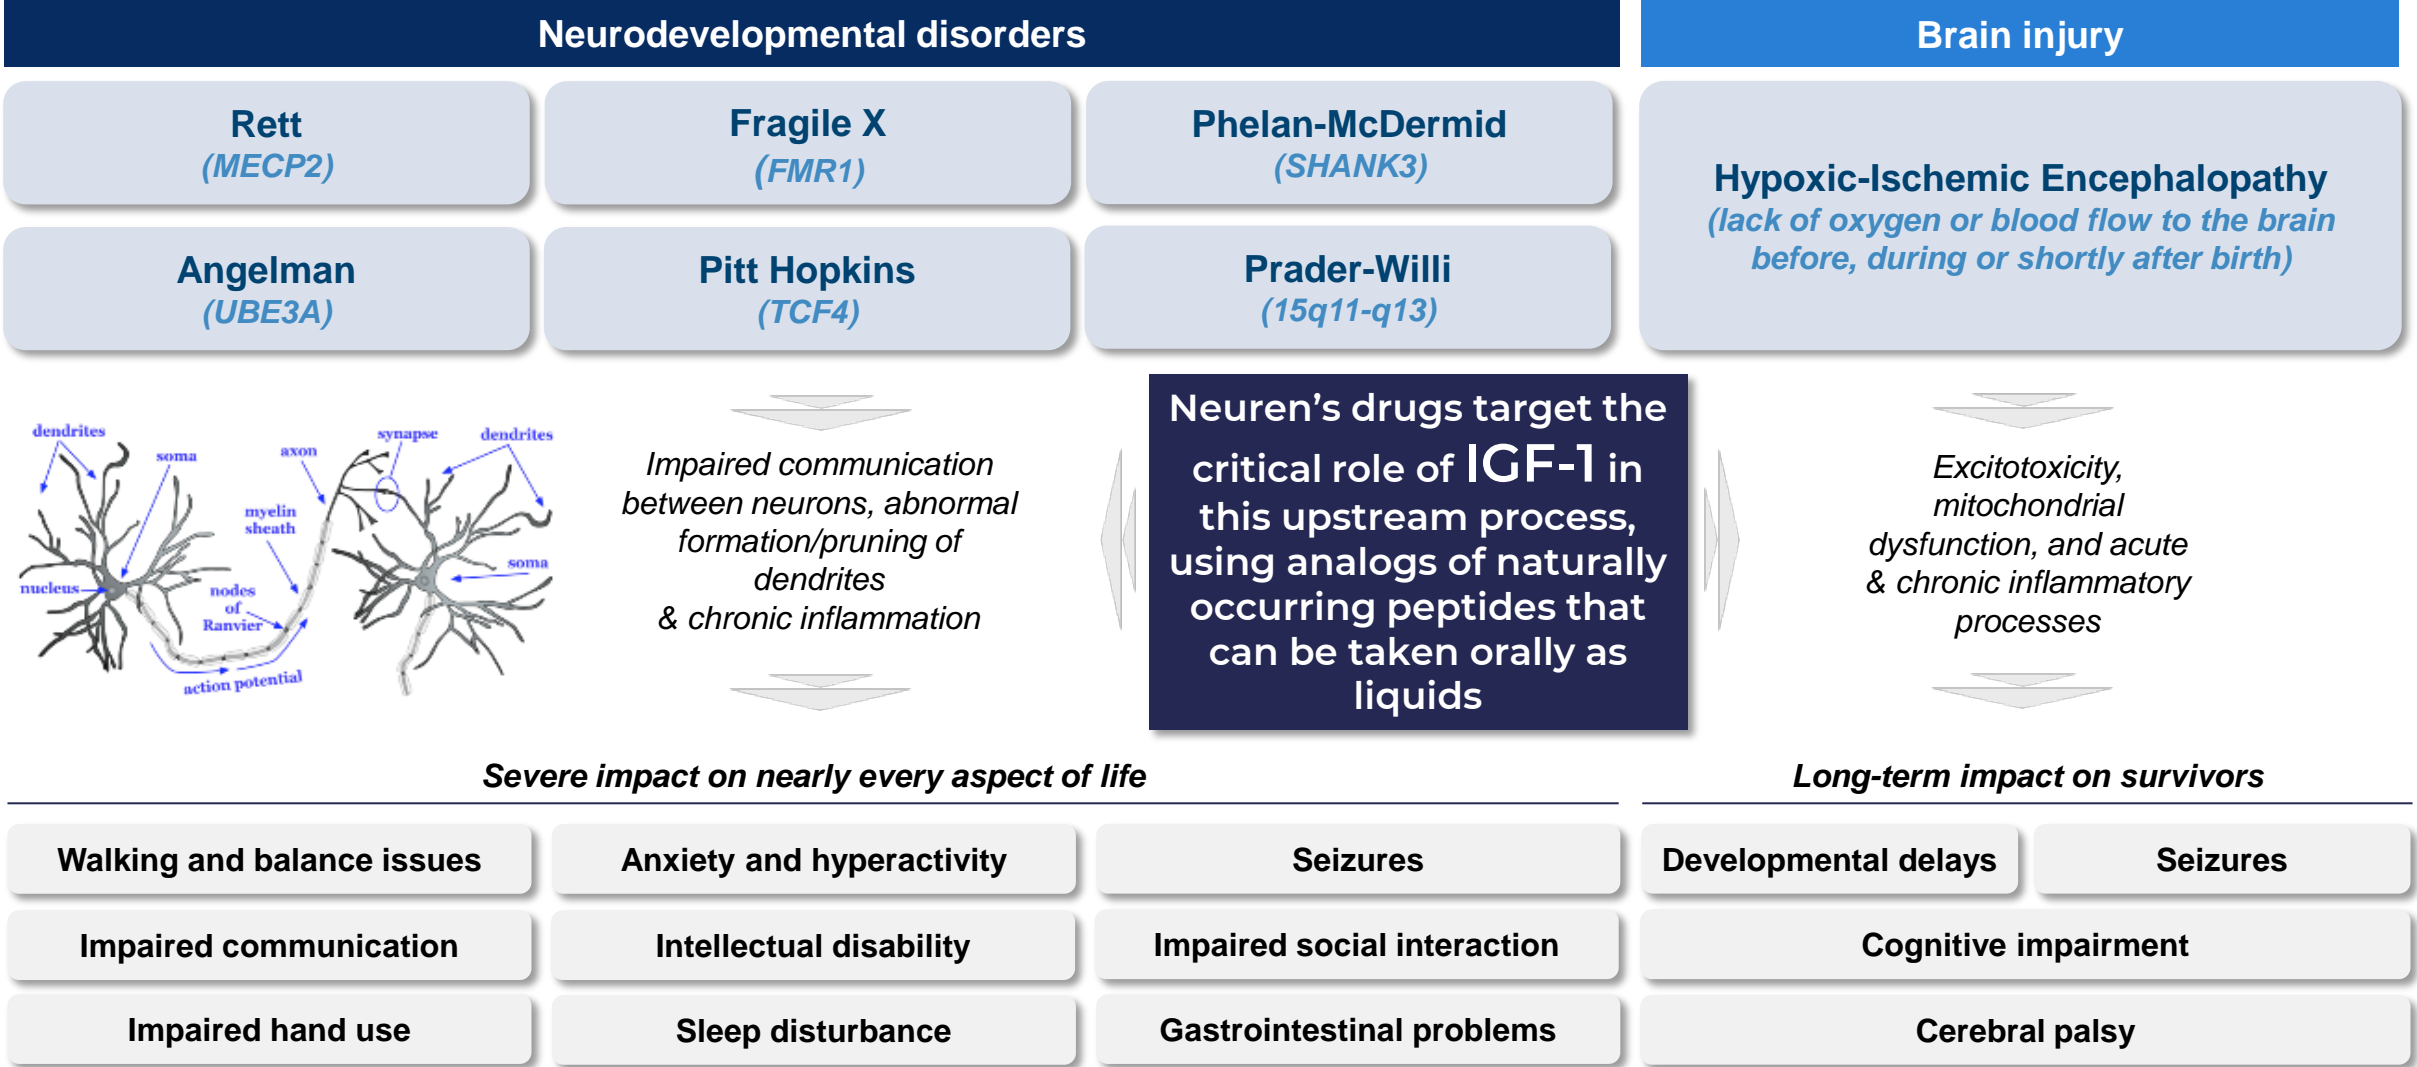 Neurodevelopmental disorders
Brain injury
Rett
(MECP2)
Fragile X
(FMR1)
Phelan-McDermid
(SHANK3)
Hypoxic-Ischemic Encephalopathy
(lack of oxygen or blood flow to the brain
before, during or shortly after birth)
Angelman
(UBE3A)
Pitt Hopkins
(TCF4)
Prader-Willi
(15q11-q13)
dendrites
soma
axon
synapse
dendrites
myelin
sheath
soma
nucleus
nodes
of
Ranvier
action potential
Impaired communication
between neurons, abnormal
formation/pruning of
dendrites
& chronic inflammation
Neuren’s drugs target the
critical role of IGF-1 in
this upstream process,
using analogs of naturally
occurring peptides that
can be taken orally as
liquids
Excitotoxicity,
mitochondrial
dysfunction, and acute
& chronic inflammatory
processes
Severe impact on nearly every aspect of life
Long-term impact on survivors
Walking and balance issues
Anxiety and hyperactivity
Seizures
Developmental delays
Seizures
Impaired communication
Intellectual disability
Impaired social interaction
Cognitive impairment
Impaired hand use
Sleep disturbance
Gastrointestinal problems
Cerebral palsy